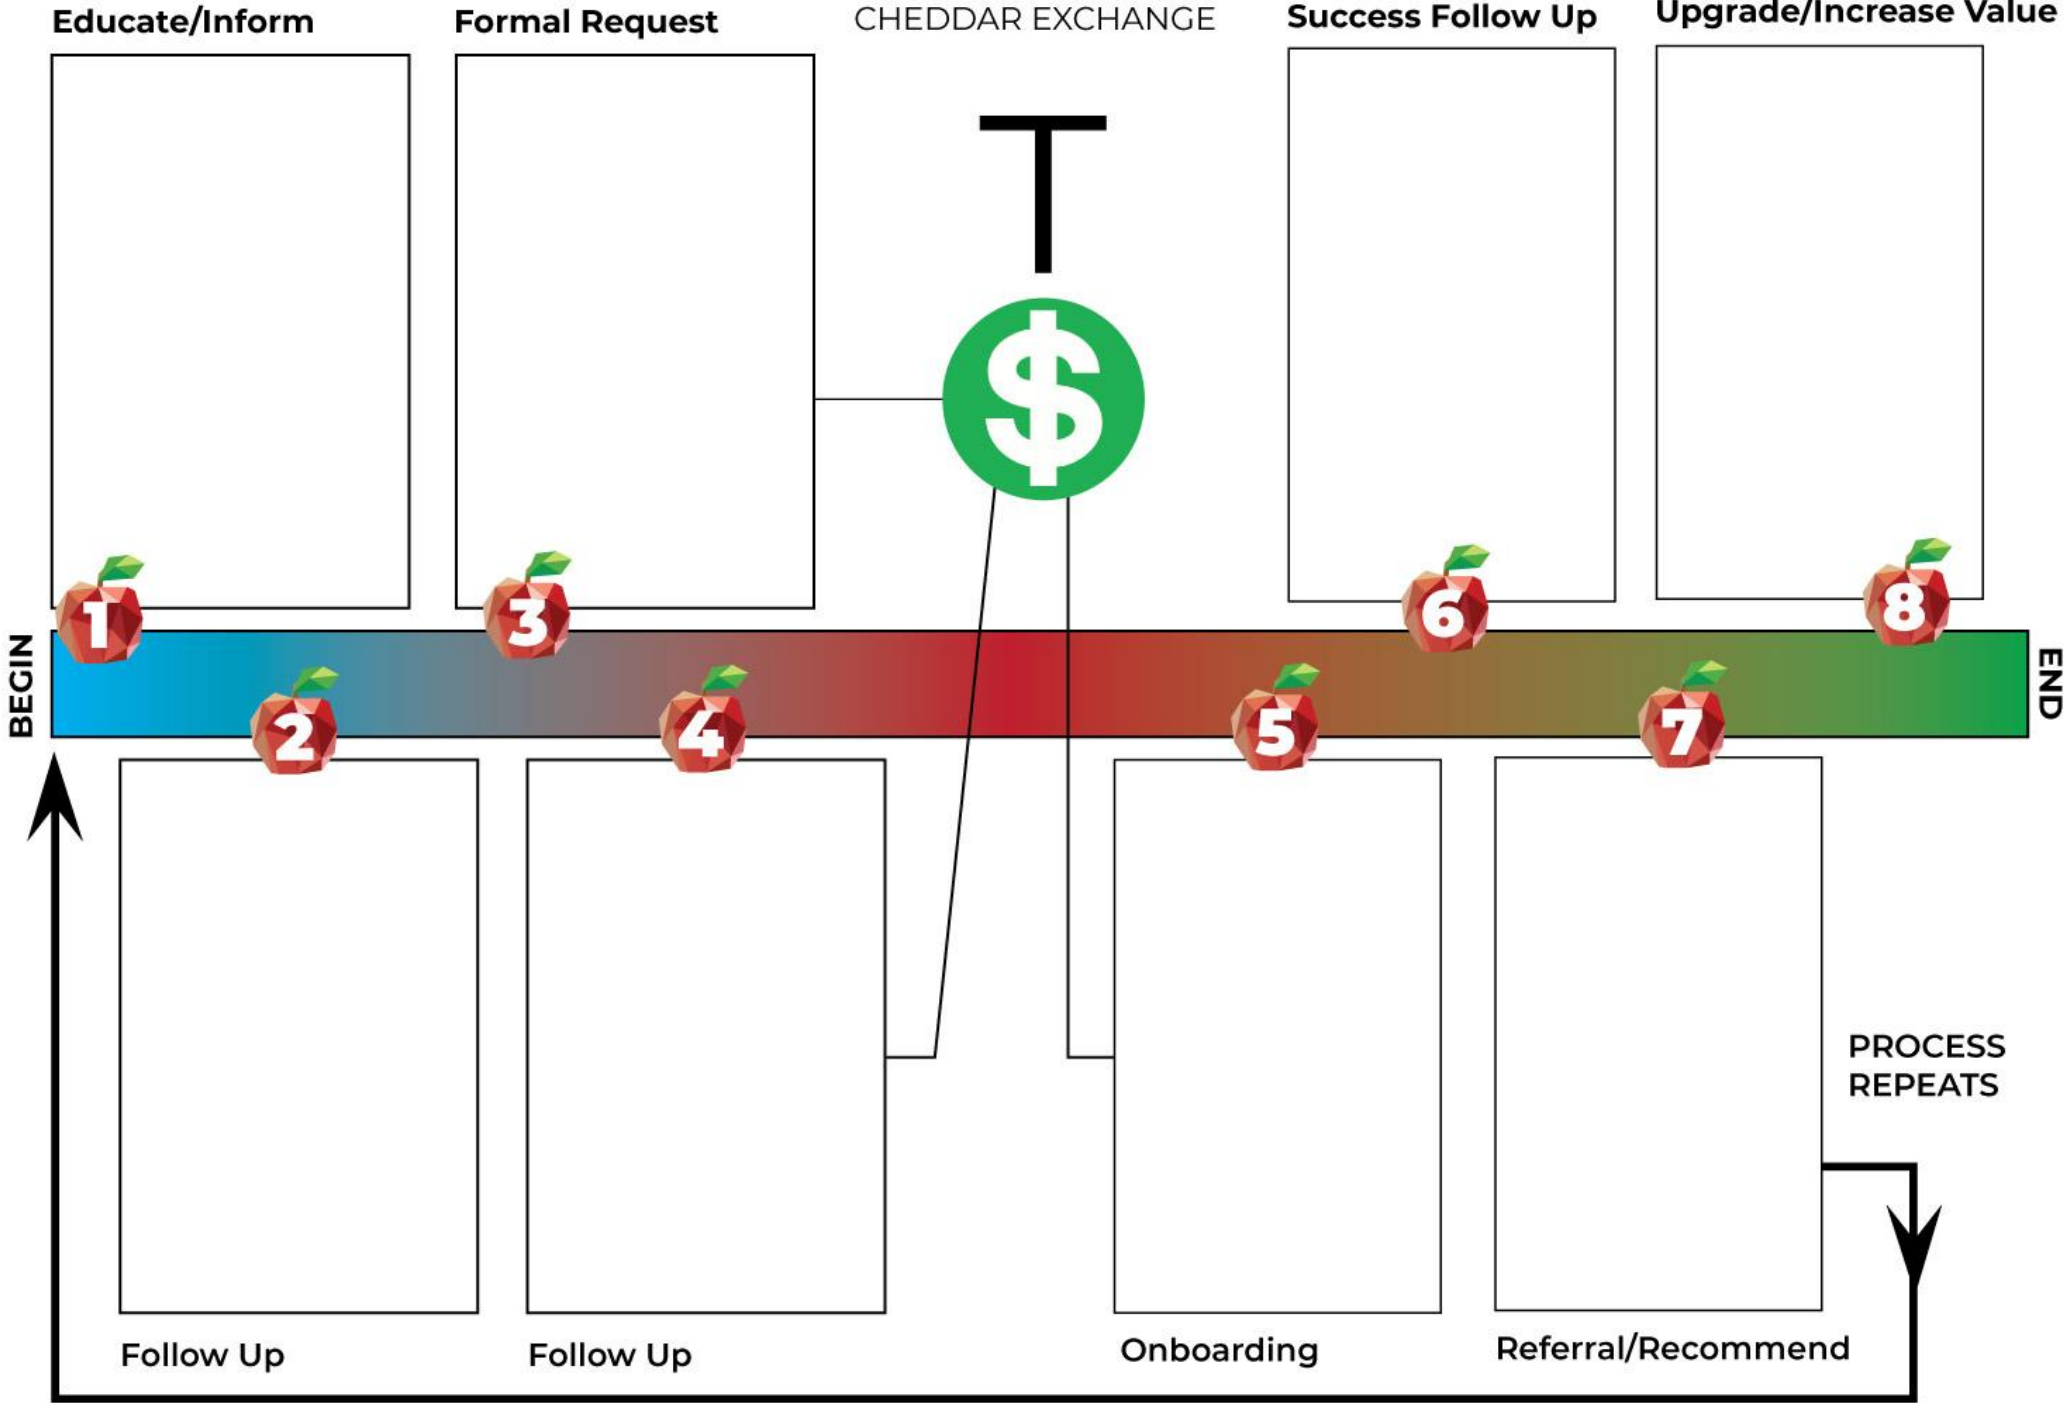 Educate/Inform
Formal Request
CHEDDAR EXCHANGE
Success Follow Up
Upgrade/Increase Value
T
$
1
3
6
8
BEGIN
END
2
4
5
7
PROCESS
REPEATS
Follow Up
Follow Up
Onboarding
Referral/Recommend